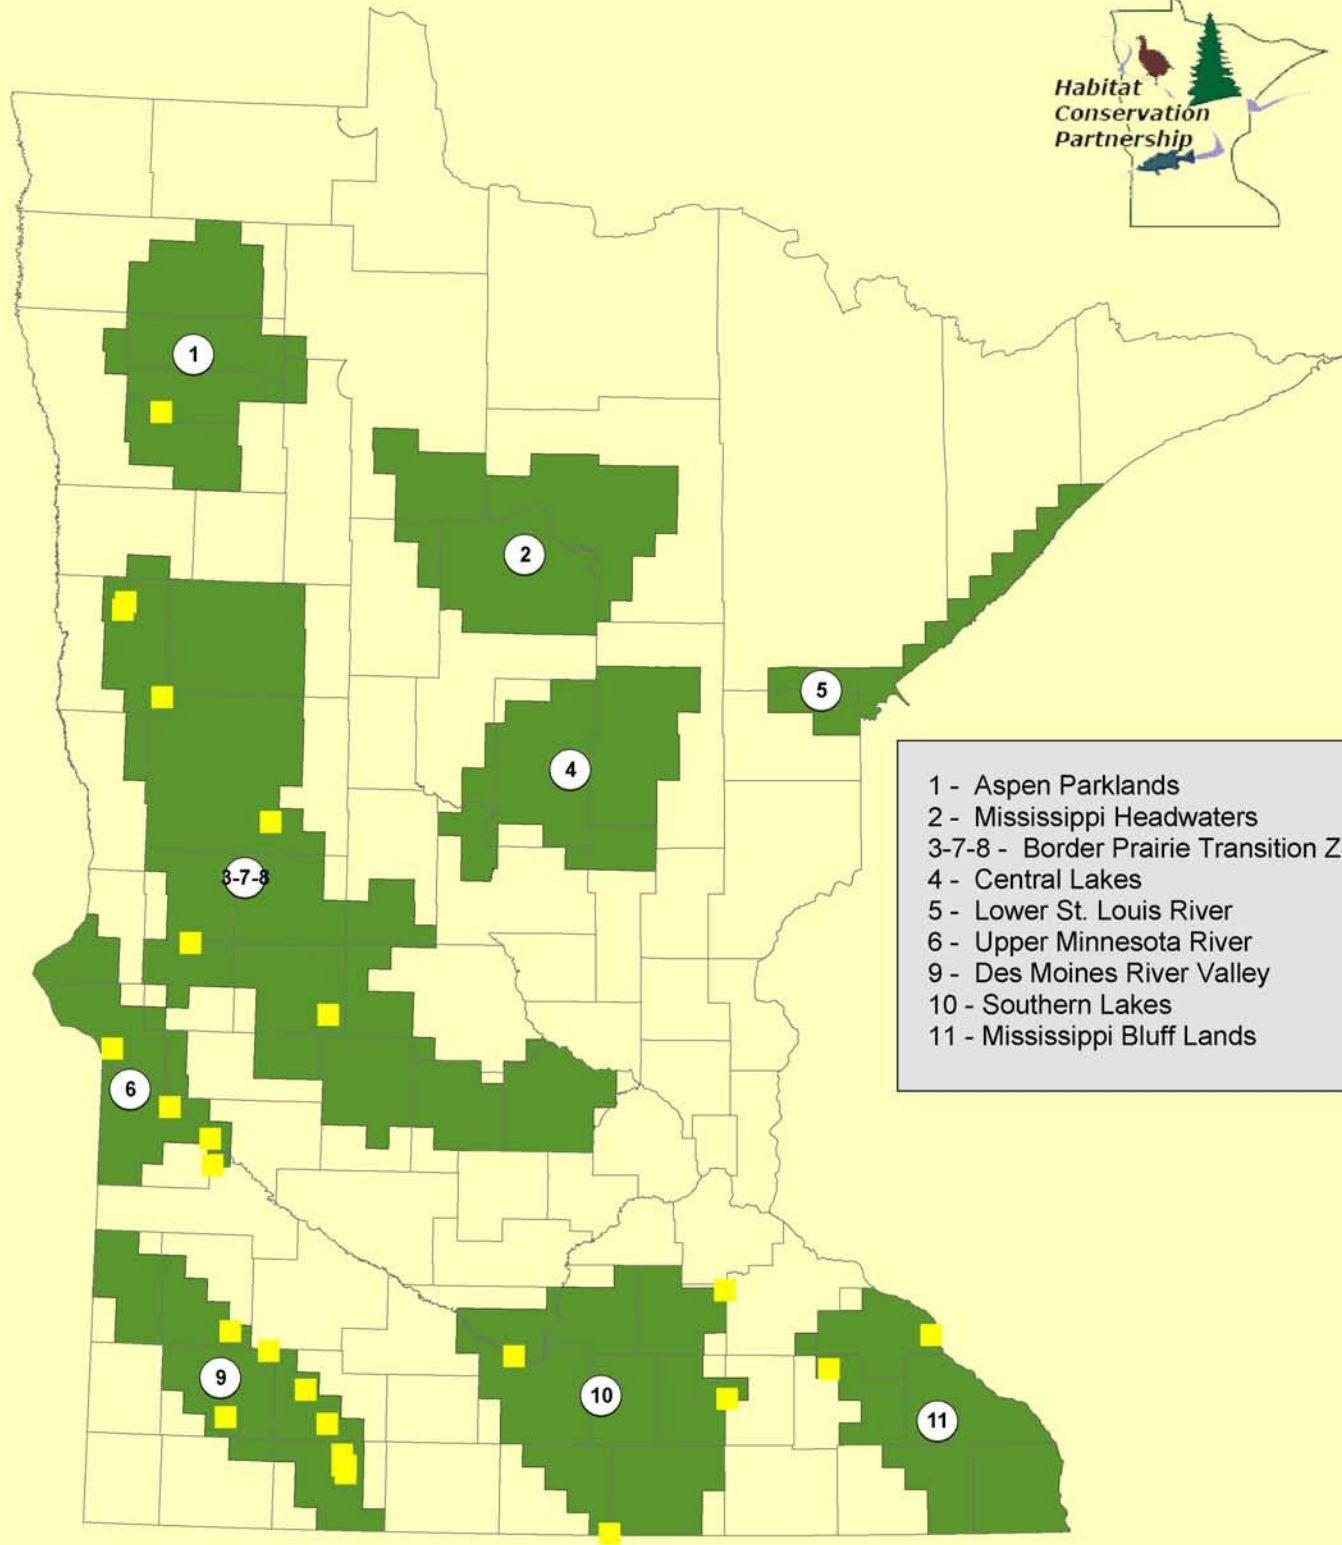 Habitat
Conservation
Partnership
1
2
5
4
3-7-8
1 - Aspen Parklands
2 - Mississippi Headwaters
3-7-8 - Border Prairie Transition Z
4 - Central Lakes
5 - Lower St. Louis River
6 - Upper Minnesota River
9 - Des Moines River Valley
10 - Southern Lakes
11 - Mississippi Bluff Lands
6
9
10
11